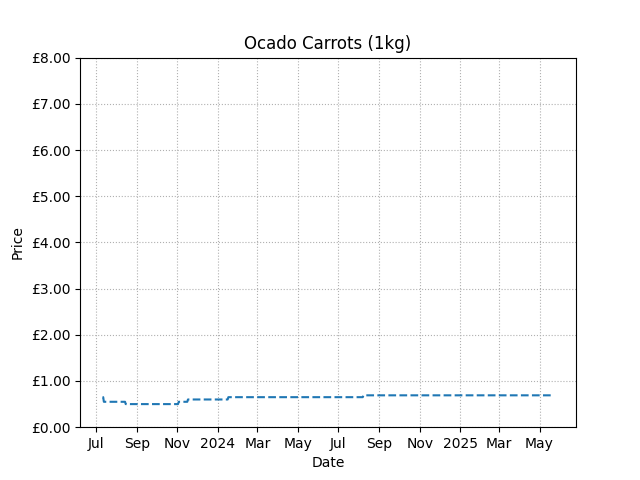 Ocado Carrots (1kg)
£8.00
£7.00
£6.00
£5.00
£4.00
£3.00
£2.00
£1.00
£0.00
Price
Jul Sep Nov 2024 Mar May Jul Sep Nov 2025 Mar May
Date